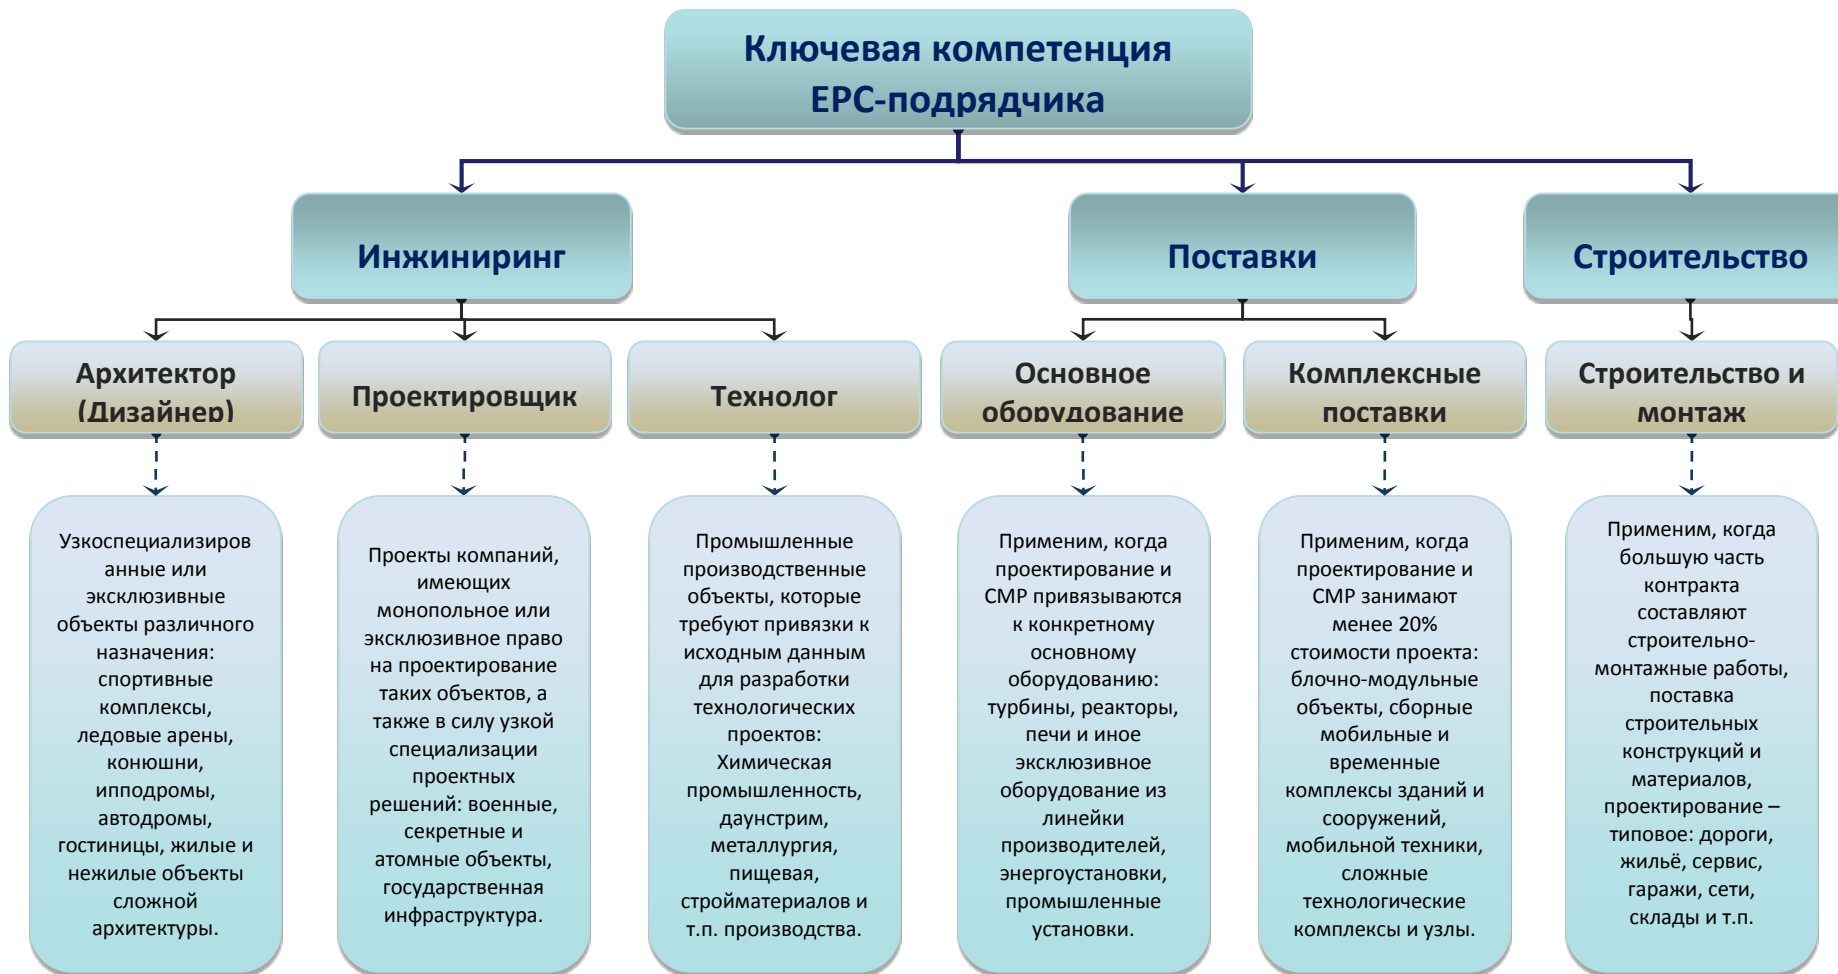 Ключевая компетенция
EPC-подрядчика
Инжиниринг
Поставки
Строительство
Архитектор
(Дизайнер)
Проектировщик
Технолог
Основное
оборудование
Комплексные
поставки
Строительство и
монтаж
Узкоспециализиров
анные или
эксклюзивные
объекты различного
назначения:
спортивные
комплексы,
ледовые арены,
конюшни,
ипподромы,
автодромы,
гостиницы, жилые и
нежилые объекты
сложной
архитектуры.
Проекты компаний,
имеющих
монопольное или
эксклюзивное право
на проектирование
таких объектов, а
также в силу узкой
специализации
проектных
решений: военные,
секретные и
атомные объекты,
государственная
инфраструктура.
Промышленные
производственные
объекты, которые
требуют привязки к
исходным данным
для разработки
технологических
проектов:
Химическая
промышленность,
даунстрим,
металлургия,
пищевая,
стройматериалов и
т.п. производства.
Применим, когда
проектирование и
СМР привязываются
к конкретному
основному
оборудованию:
турбины, реакторы,
печи и иное
эксклюзивное
оборудование из
линейки
производителей,
энергоустановки,
промышленные
установки.
Применим, когда
проектирование и
СМР занимают
менее 20%
стоимости проекта:
блочно-модульные
объекты, сборные
мобильные и
временные
комплексы зданий и
сооружений,
мобильной техники,
сложные
технологические
комплексы и узлы.
Применим, когда
большую часть
контракта
составляют
строительно-
монтажные работы,
поставка
строительных
конструкций и
материалов,
проектирование –
типовое: дороги,
жильё, сервис,
гаражи, сети,
склады и т.п.